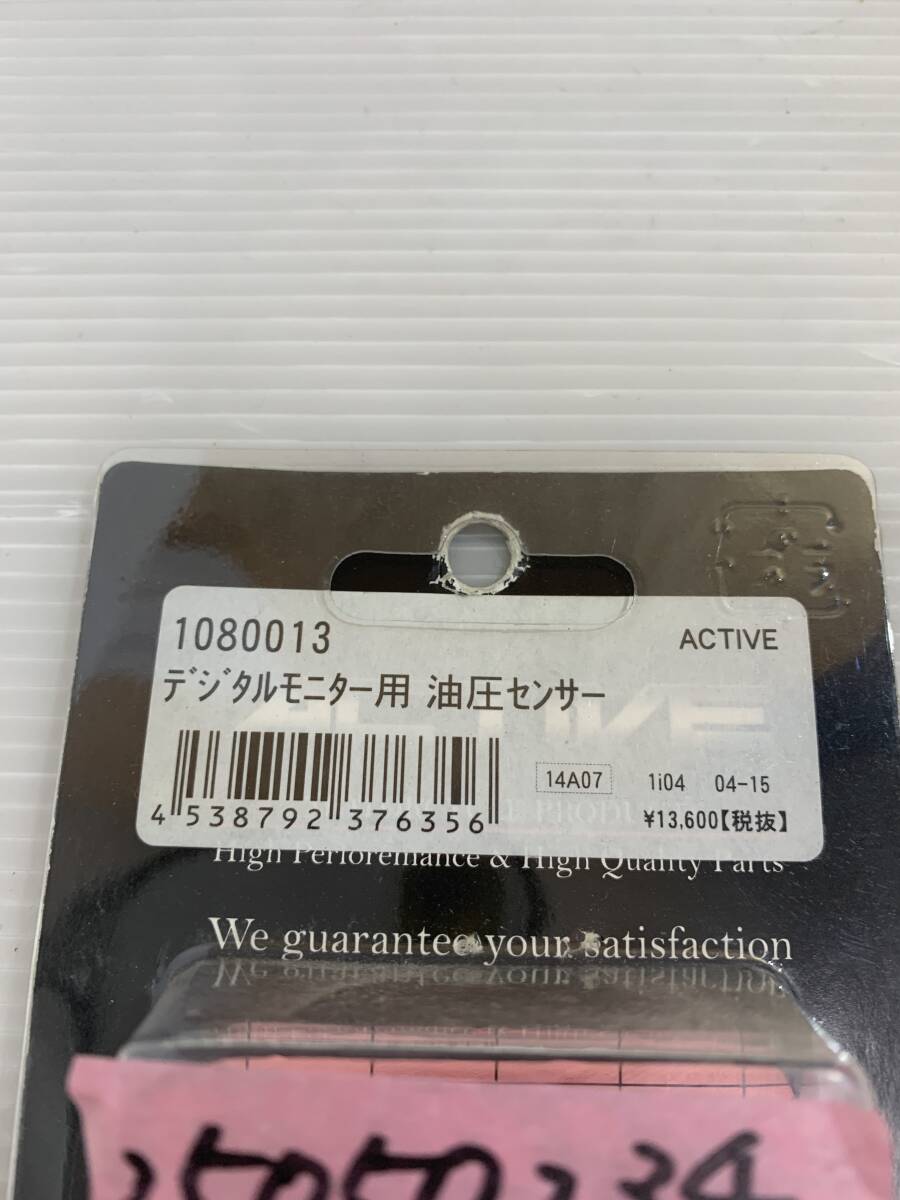 1080013 ACTIVE
デジタルモニター用 油圧センサー
14A07 1i04 04-15
4 538792 376356 ¥13,600【税抜】
High Perforemance & High Quality Parts
We guarantee your satisfaction